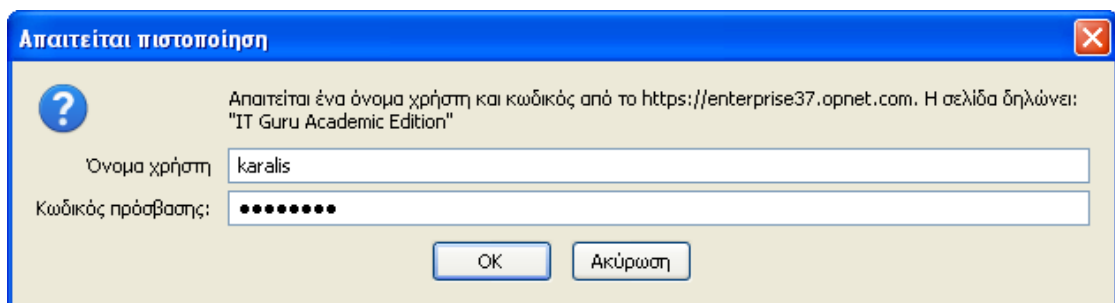 Απαιτείται πιστοποίηση
Απαιτείται ένα όνομα χρήστη και κωδικός από το https://enterprise37.opnet.com. Η σελίδα δηλώνει:
"IT Guru Academic Edition"
Όνομα χρήστη
karalis
Κωδικός πρόσβασης:
●●●●●●●●
OK
Ακύρωση